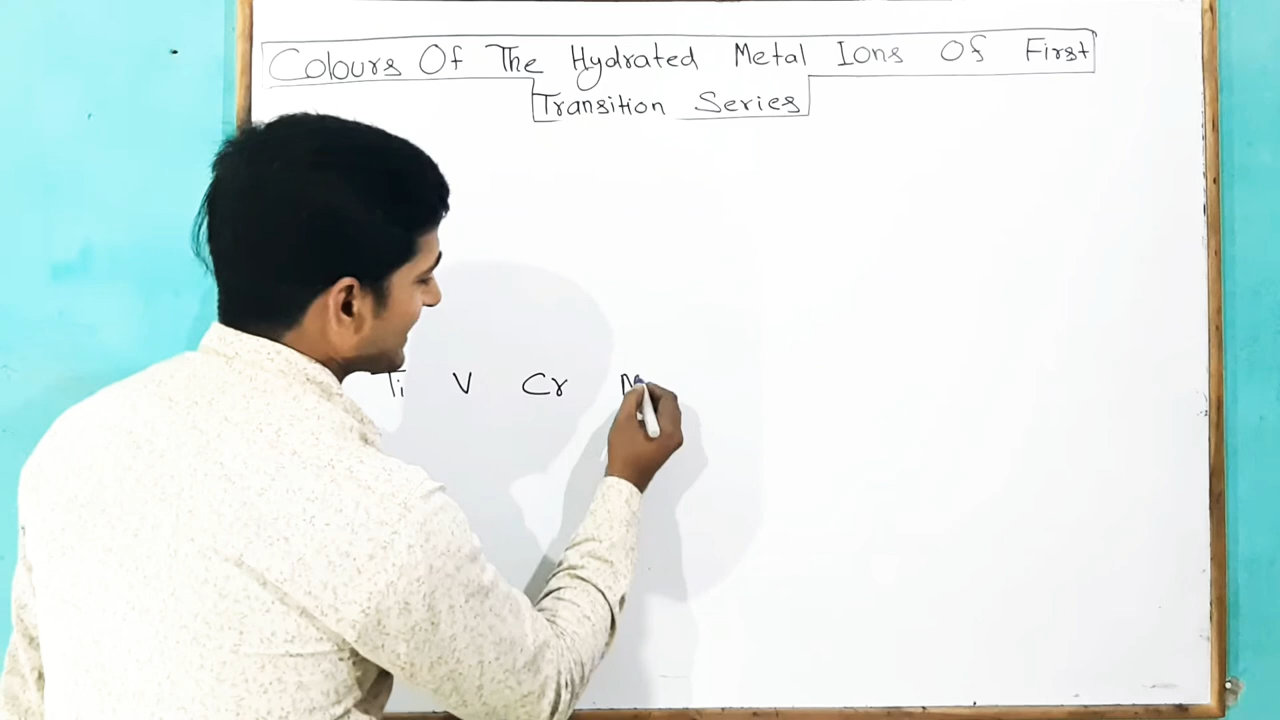 Colours Of The Hydrated Metal Ions Of First
Transition Series
Ti V Cr